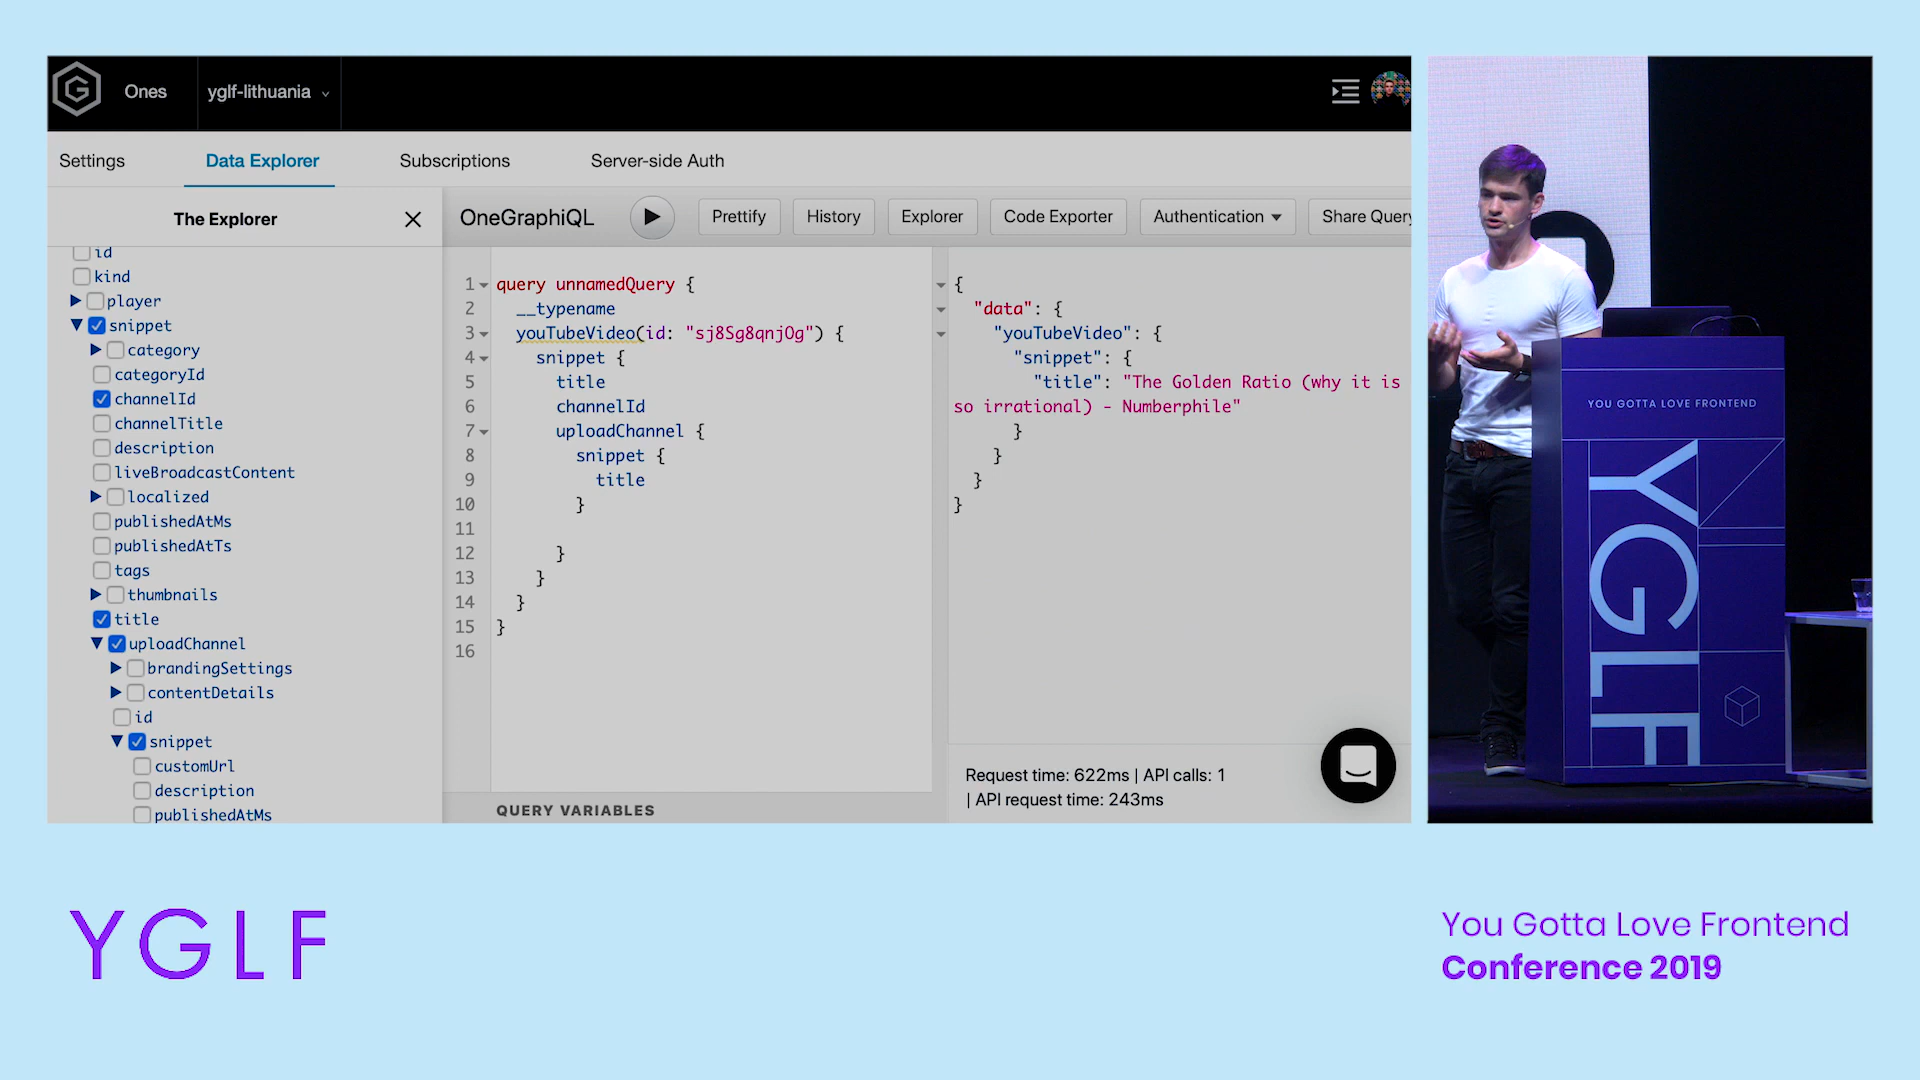 Ones
yglf-lithuania
Settings
Data Explorer
Subscriptions
Server-side Auth
The Explorer
OneGraphiQL
Prettify
History
Explorer
Code Exporter
Authentication
Share Query
id
kind
player
snippet
category
categoryId
channelId
channelTitle
description
liveBroadcastContent
localized
publishedAtMs
publishedAtTs
tags
thumbnails
title
uploadChannel
brandingSettings
contentDetails
id
snippet
customUrl
description
publishedAtMs
1 query unnamedQuery {
2 __typename
3 youTubeVideo(id: "sj8Sg8qnjOg") {
4 snippet {
5 title
6 channelId
7 uploadChannel {
8 snippet {
9 title
10 }
11
12 }
13 }
14 }
15 }
16
QUERY VARIABLES
{
"data": {
"youTubeVideo": {
"snippet": {
"title": "The Golden Ratio (why it is
so irrational) - Numberphile"
}
}
}
}
Request time: 622ms | API calls: 1
| API request time: 243ms
YOU GOTTA LOVE FRONTEND
YGLF
YGLF
You Gotta Love Frontend
Conference 2019